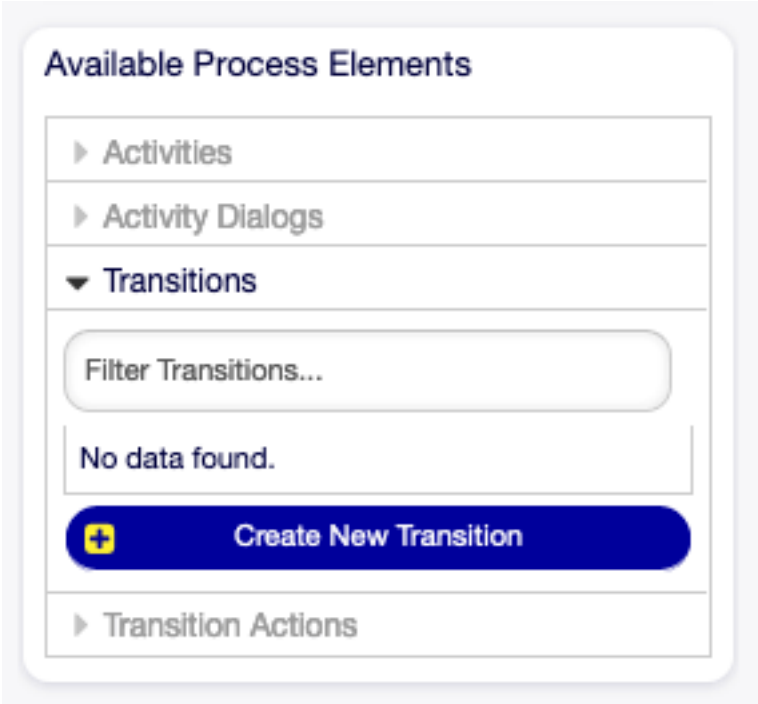 Available Process Elements
Activities
Activity Dialogs
Transitions
Filter Transitions...
No data found.
Create New Transition
Transition Actions